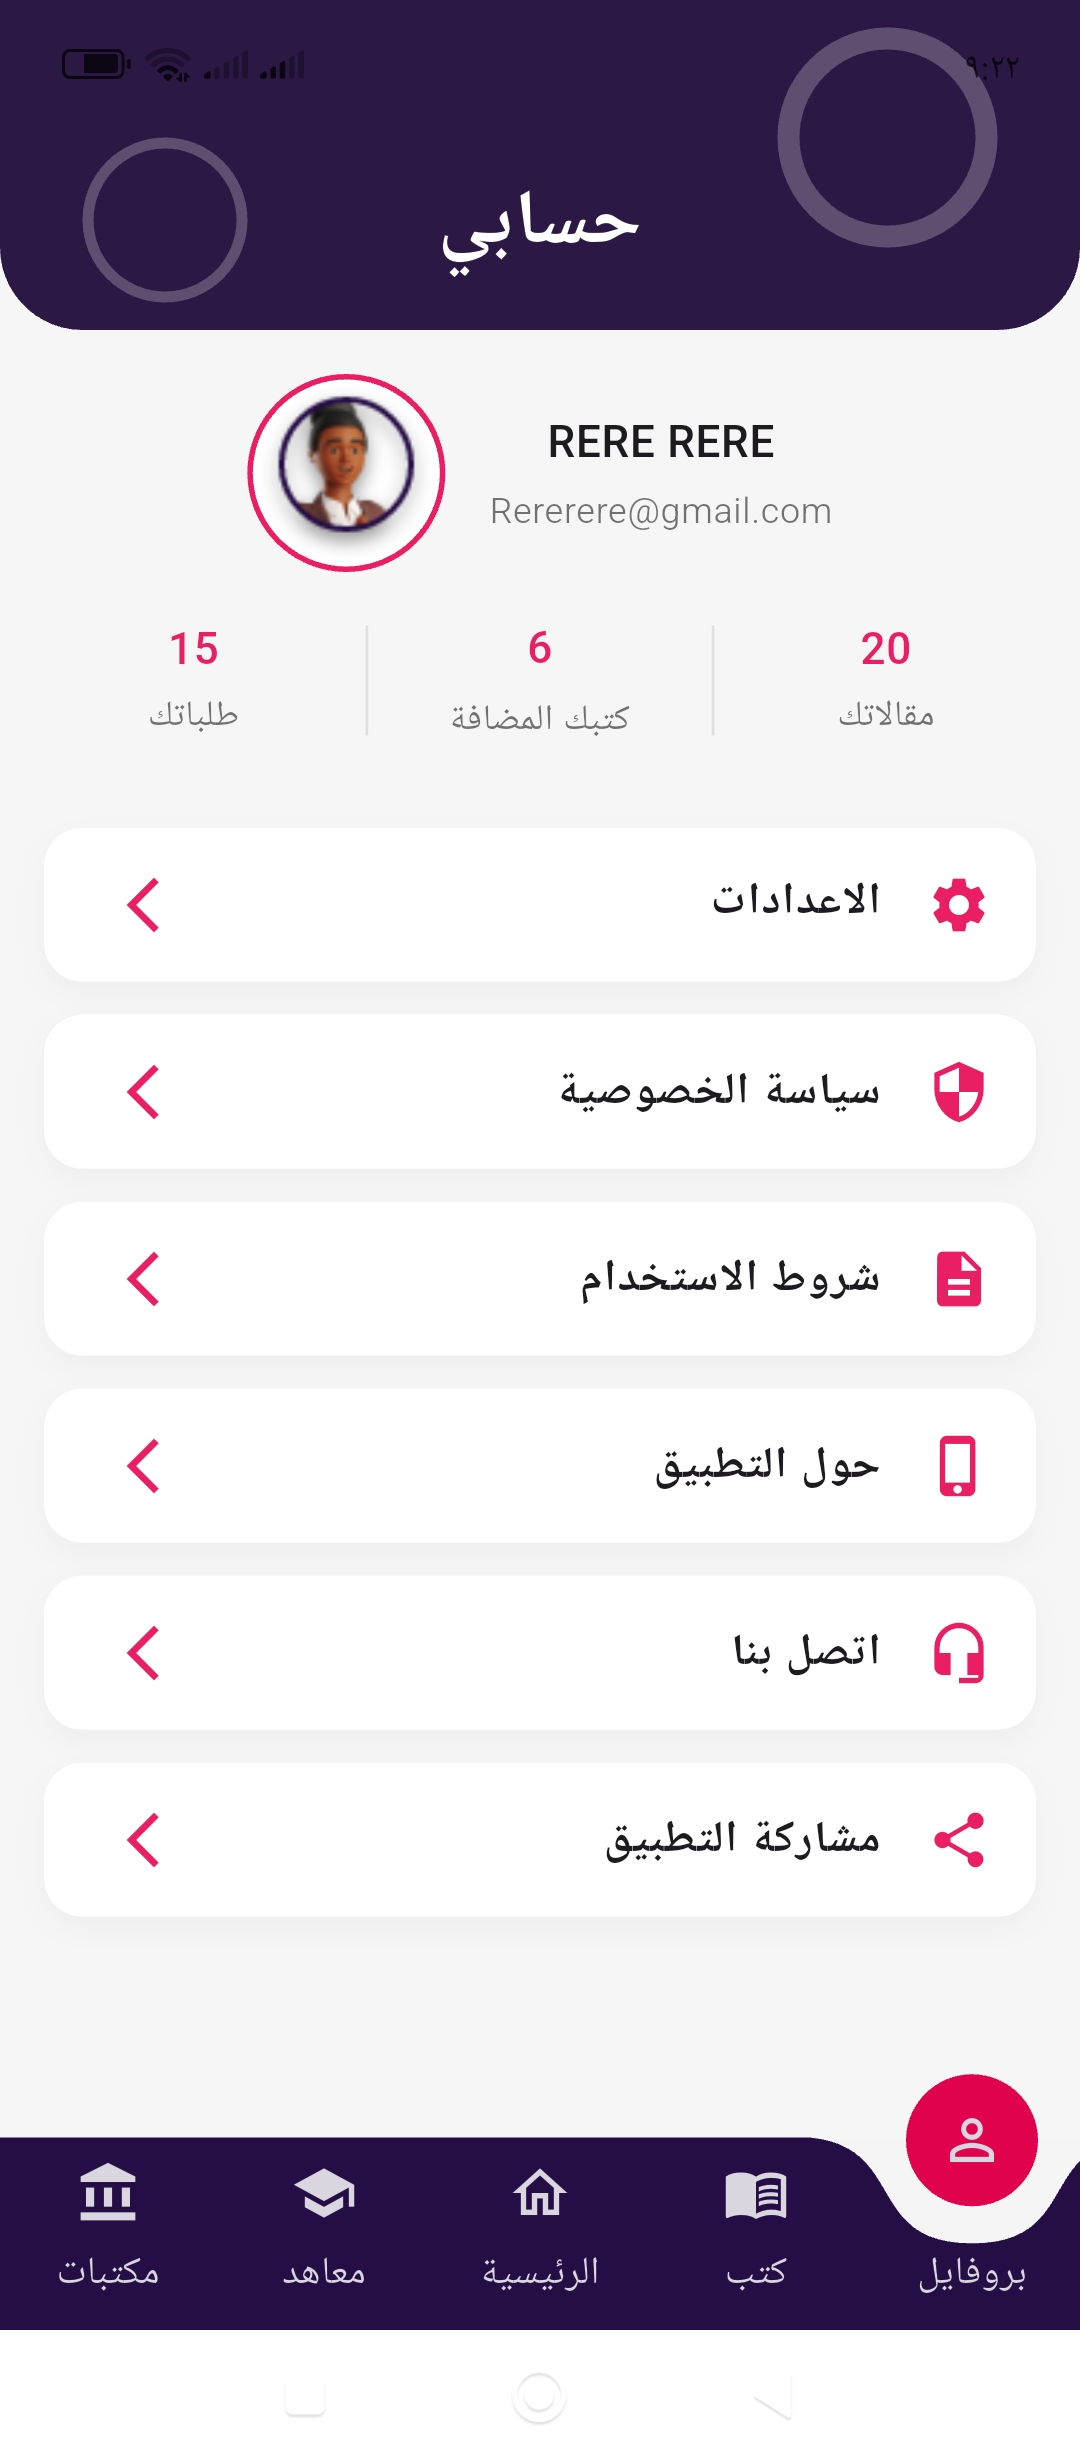 ٩:٢٢
حسابي
RERE RERE
Rererere@gmail.com
20
مقالاتك
6
كتبك المضافة
15
طلباتك
الاعدادات
سياسة الخصوصية
شروط الاستخدام
حول التطبيق
اتصل بنا
مشاركة التطبيق
بروفايل
كتب
الرئيسية
معاهد
مكتبات